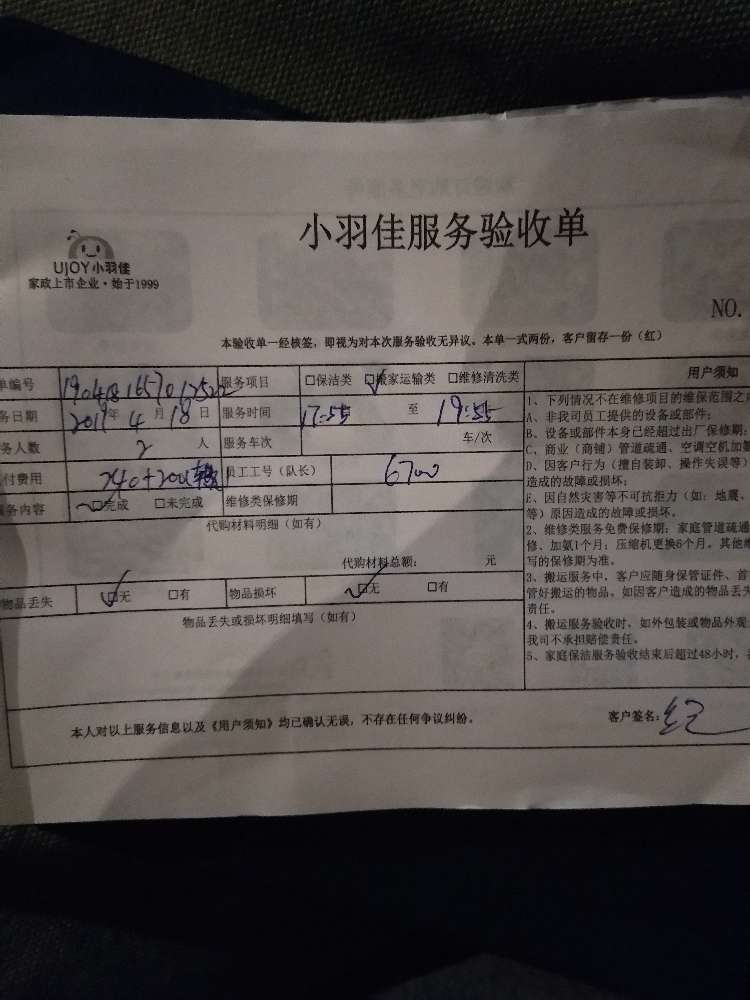 小羽佳服务验收单
UJOY小羽佳
家政上市企业·始于1999
NO.
本验收单一经核签，即视为对本次服务验收无异议。本单一式两份，客户留存一份（红）
单编号 服务项目 □保洁类 □搬家运输类 □维修清洗类
务日期 2019年 4月 18日 服务时间 17:55 至 19:55
务人数 2 人 服务车次 车/次
付费用 240+200 员工工号（队长） 6700
服务内容 □完成 □未完成 维修类保修期
代购材料明细（如有）
代购材料总额： 元
物品丢失 □无 □有 物品损坏 □无 □有
物品丢失或损坏明细填写（如有）
用户须知
1、下列情况不在维修项目的维保范围之
A、非我司员工提供的设备或部件；
B、设备或部件本身已经超过出厂保修期；
C、商业（商铺）管道疏通、空调空机加氨
D、因客户行为（擅自装卸、操作失误等）
造成的故障或损坏；
E、因自然灾害等不可抗拒力（如：地震、
等）原因造成的故障或损坏。
2、维修类服务免费保修期：家庭管道疏通
修、加氨1个月；压缩机更换6个月。其他维
写的保修期为准。
3、搬运服务中，客户应随身保管证件、首
管好搬运的物品。如因客户造成的物品丢失
责任。
4、搬运服务验收时、如外包装或物品外观
我司不承担赔偿责任。
5、家庭保洁服务验收结束后超过48小时，
本人对以上服务信息以及《用户须知》均已确认无误，不存在任何争议纠纷。
客户签名：纪